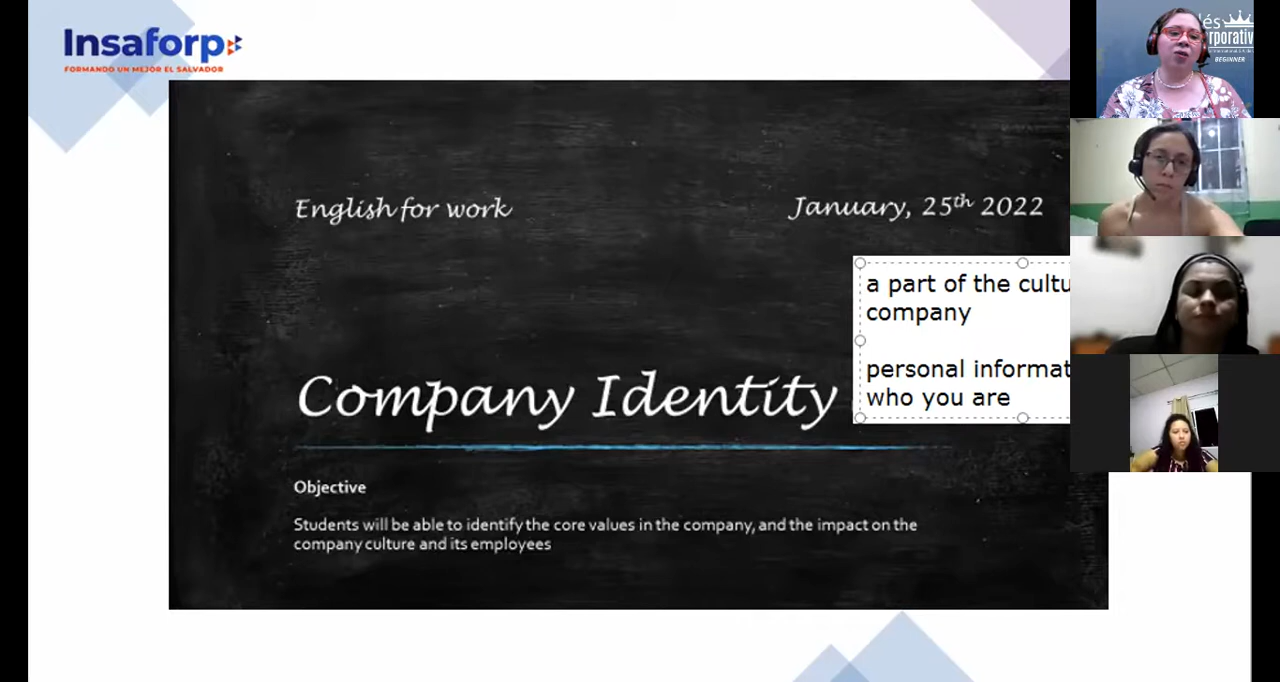 Insaforp
FORMANDO UN MEJOR EL SALVADOR
English for work
January, 25th 2022
a part of the
company
personal
who you are
Company Identity
Objective
Students will be able to identify the core values in the company, and the impact on the
company culture and its employees
BEGINNER